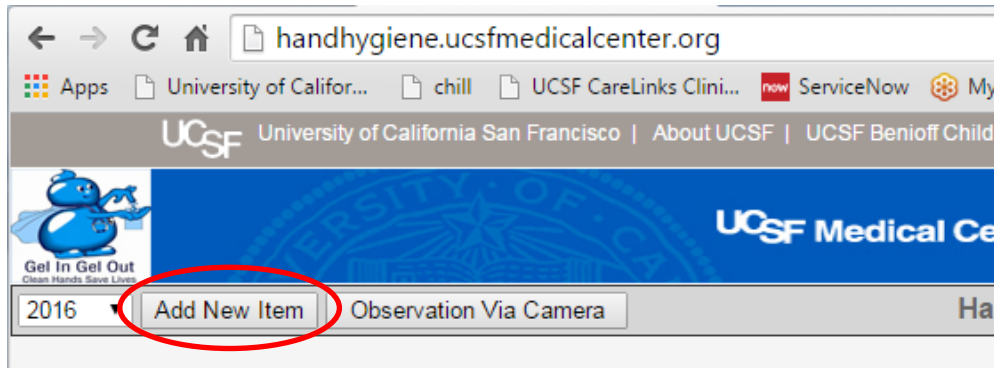 handhygiene.ucsfmedicalcenter.org
Apps University of Califor... chill UCSF CareLinks Clini... now ServiceNow My
UCSF University of California San Francisco | About UCSF | UCSF Benioff Child
UCSF Medical Ce
Gel In Gel Out
Clean Hands Save Lives
2016 Add New Item Observation Via Camera Ha